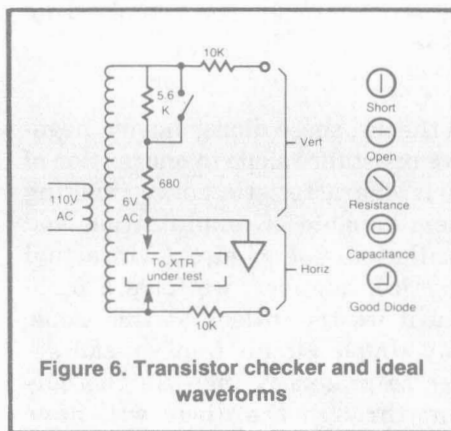 10K
5.6
K
Short
Vert
Open
680
110V
AC
6V
AC
Resistance
To XTR
under test
Horiz
Capacitance
10K
Good Diode
Figure 6. Transistor checker and ideal
waveforms